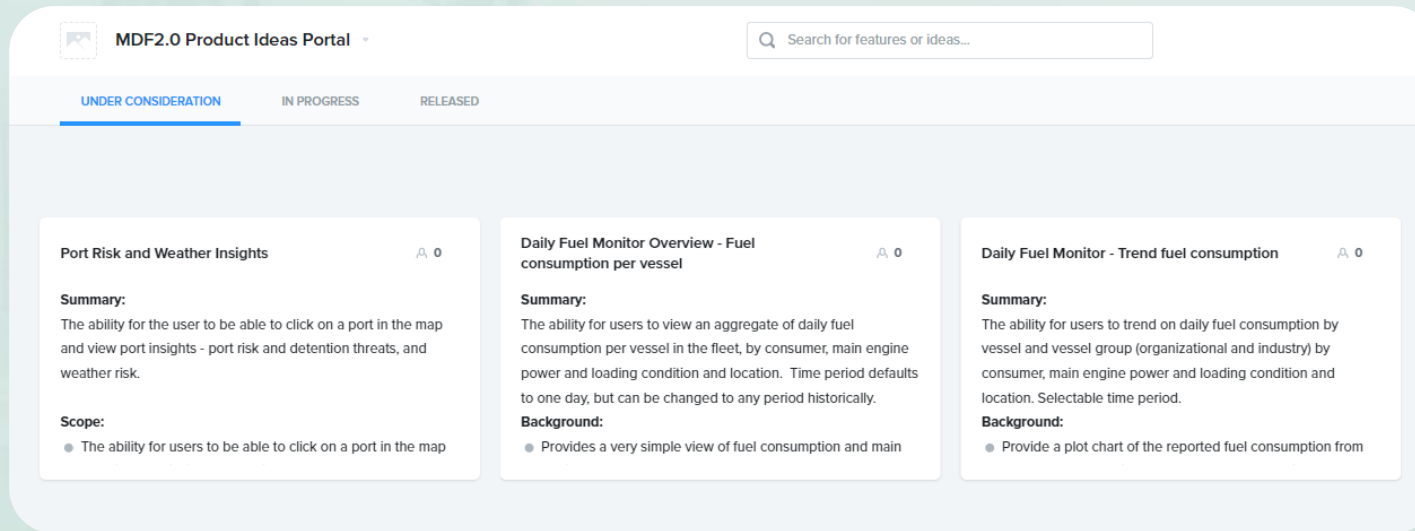 MDF2.0 Product Ideas Portal
Search for features or ideas...
UNDER CONSIDERATION
IN PROGRESS
RELEASED
Port Risk and Weather Insights
0
Summary:
The ability for the user to be able to click on a port in the map
and view port insights - port risk and detention threats, and
weather risk.
Scope:
The ability for users to be able to click on a port in the map
Daily Fuel Monitor Overview - Fuel
consumption per vessel
0
Summary:
The ability for users to view an aggregate of daily fuel
consumption per vessel in the fleet, by consumer, main engine
power and loading condition and location.  Time period defaults
to one day, but can be changed to any period historically.
Background:
Provides a very simple view of fuel consumption and main
Daily Fuel Monitor - Trend fuel consumption
0
Summary:
The ability for users to trend on daily fuel consumption by
vessel and vessel group (organizational and industry) by
consumer, main engine power and loading condition and
location. Selectable time period.
Background:
Provide a plot chart of the reported fuel consumption from